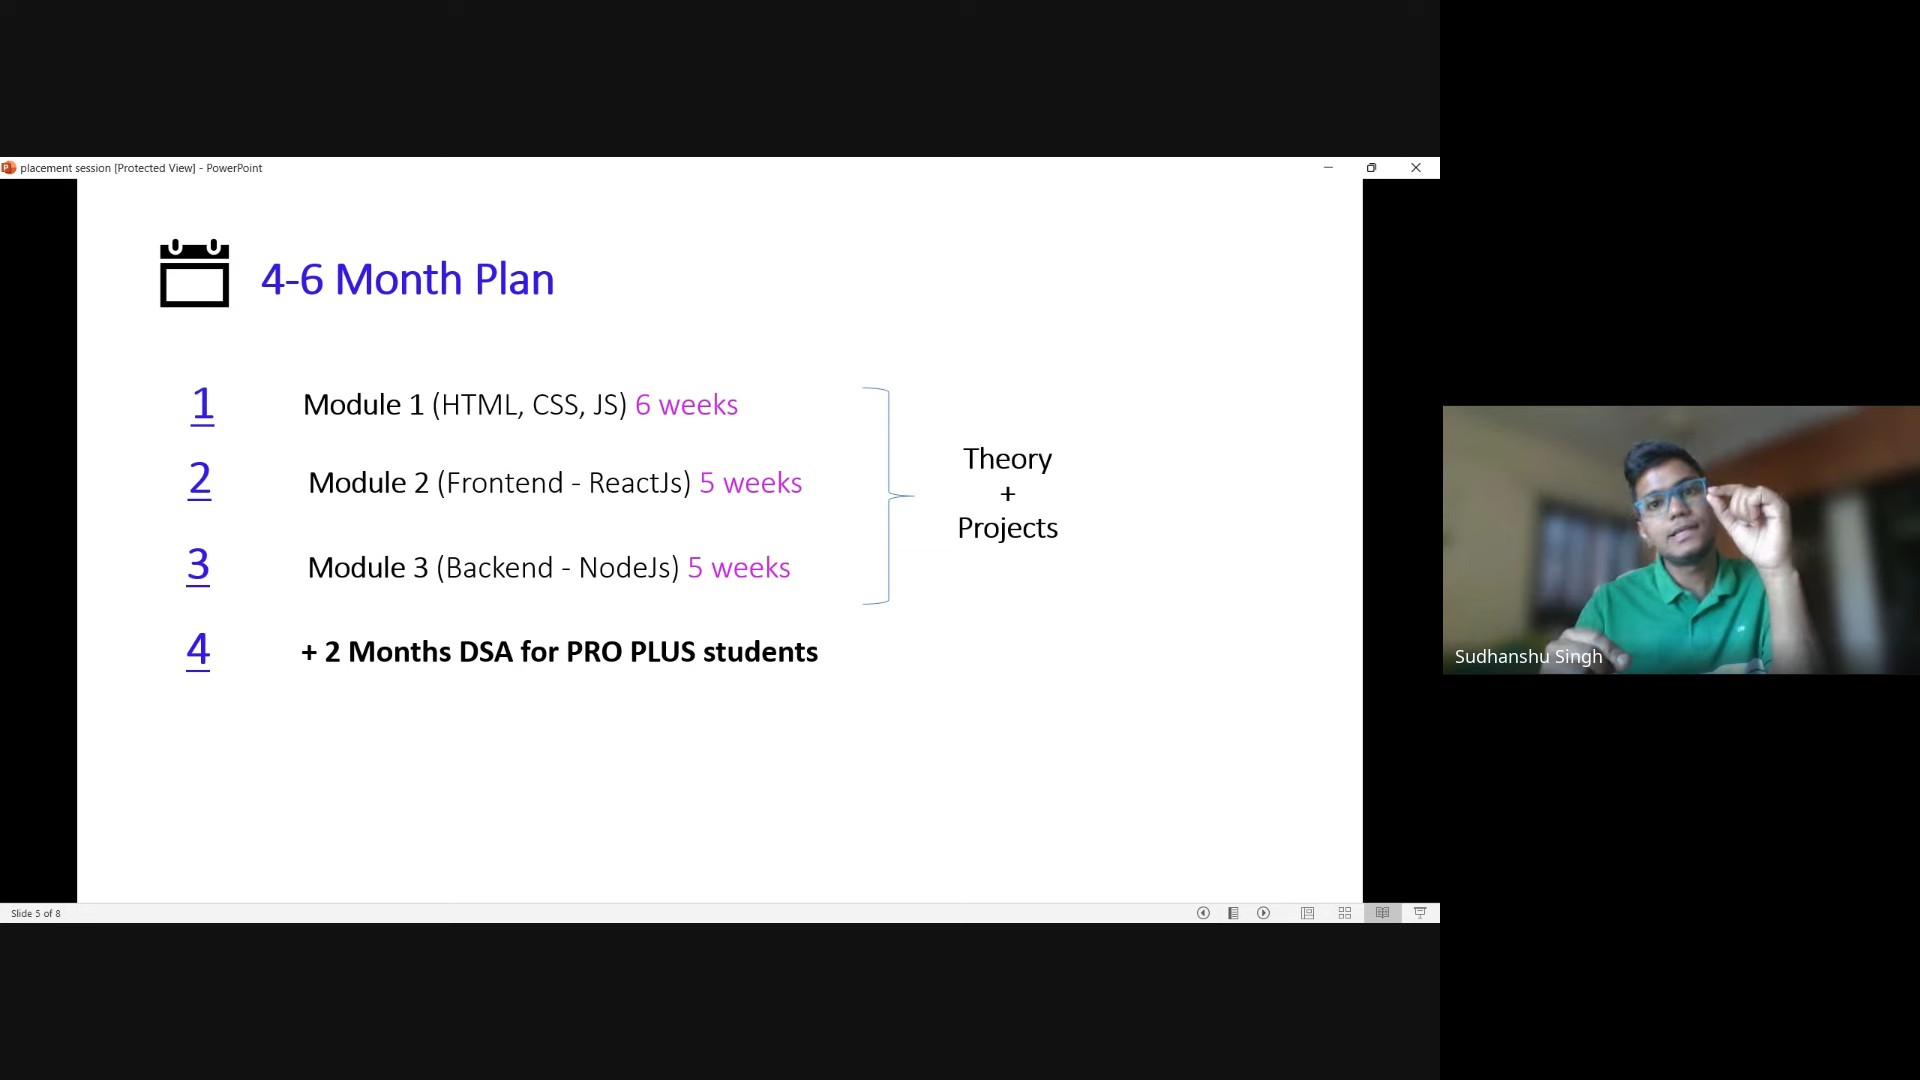 placement session [Protected View] - PowerPoint
4-6 Month Plan
1 Module 1 (HTML, CSS, JS) 6 weeks
2 Module 2 (Frontend - ReactJs) 5 weeks
3 Module 3 (Backend - NodeJs) 5 weeks
4 + 2 Months DSA for PRO PLUS students
Theory
+
Projects
Sudhanshu Singh
Slide 5 of 8